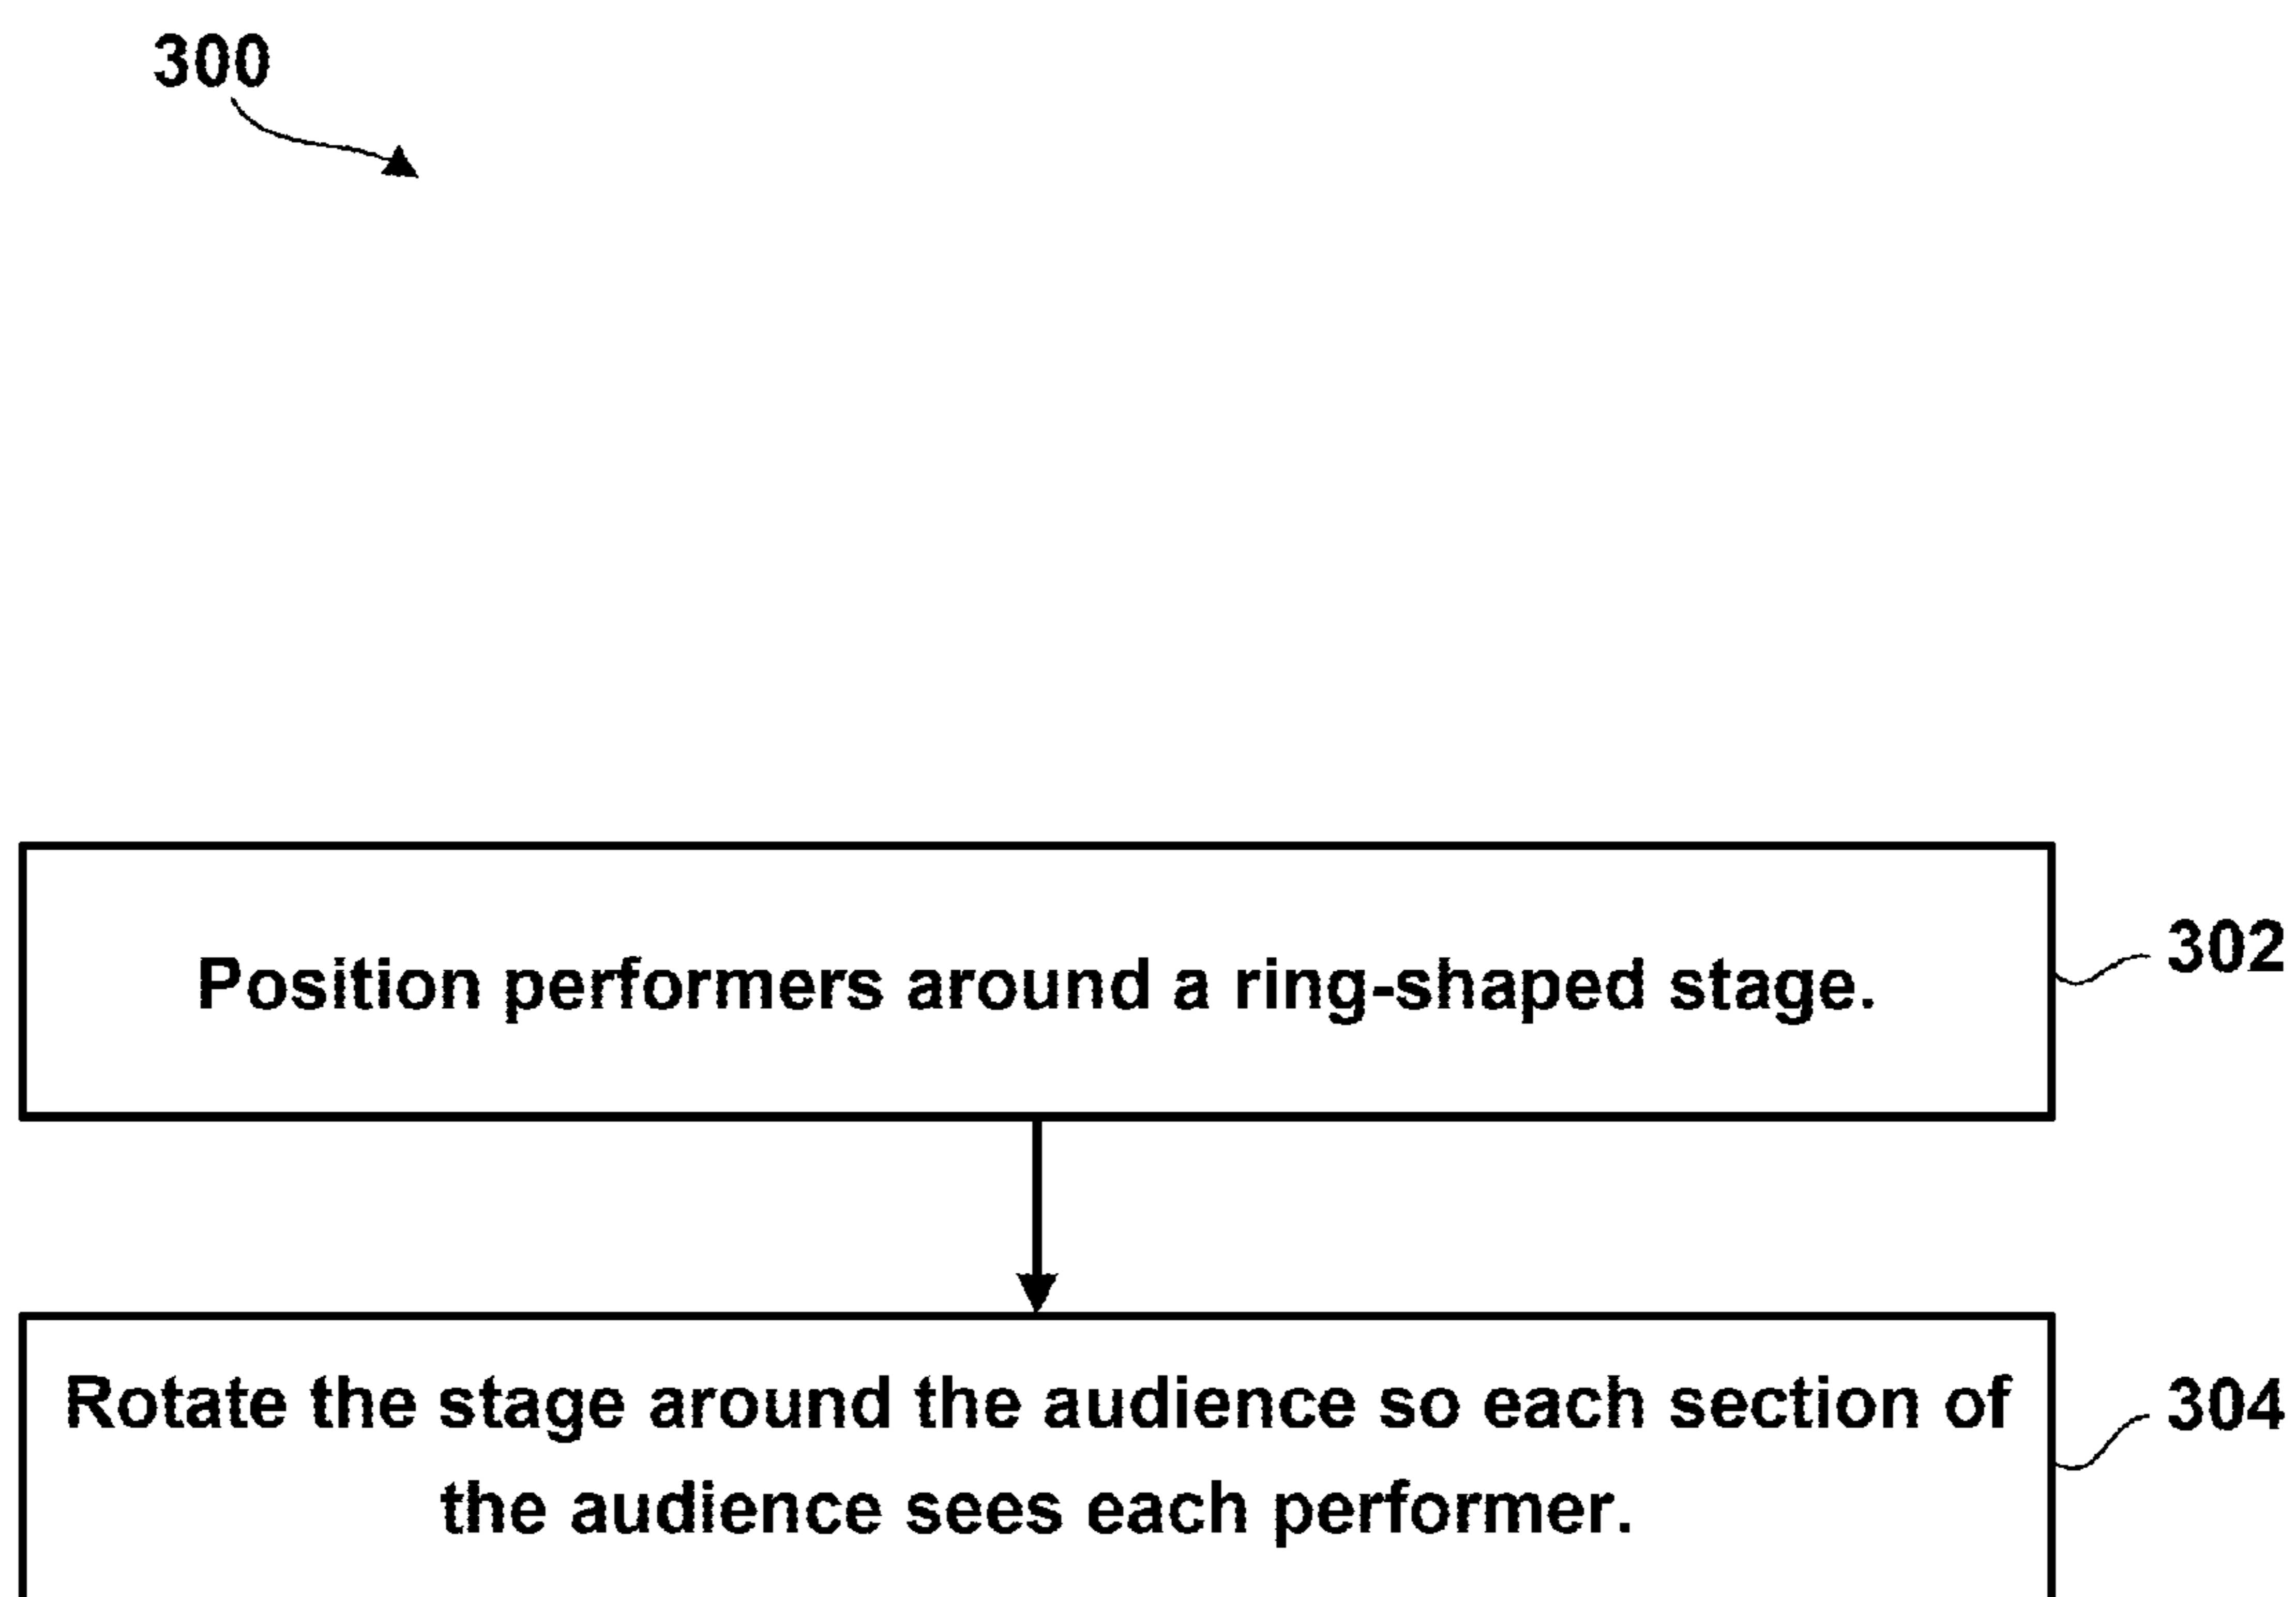 300
Position performers around a ring-shaped stage.
302
Rotate the stage around the audience so each section of
the audience sees each performer.
304